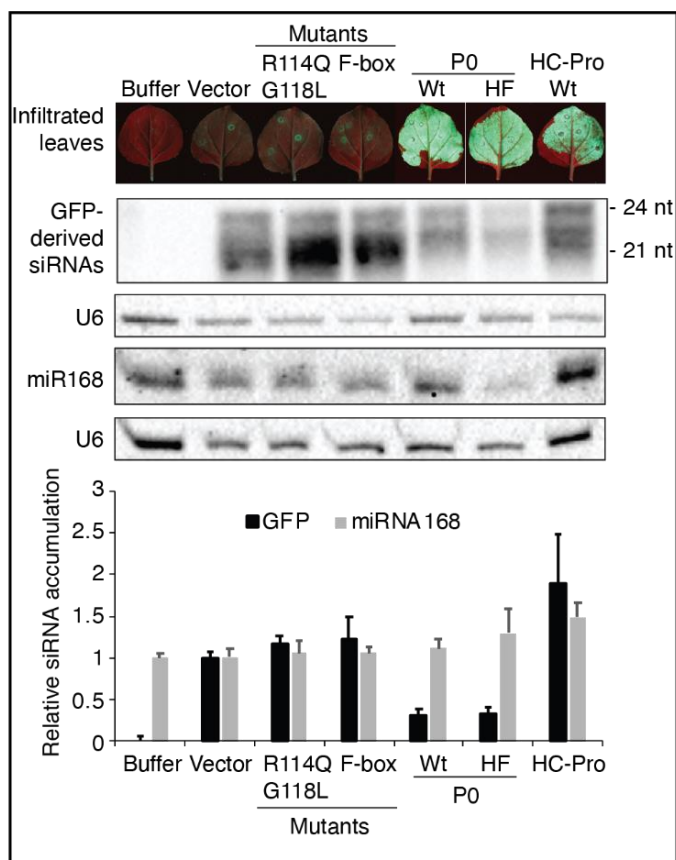 Mutants
R114Q F-box P0 HC-Pro
Buffer Vector G118L Wt HF Wt
Infiltrated
leaves
GFP-
derived
siRNAs
- 24 nt
- 21 nt
U6
miR168
U6
Relative siRNA accumulation
3
2.5
2
1.5
1
0.5
0
GFP miRNA168
Buffer Vector R114Q F-box Wt HF HC-Pro
G118L P0
Mutants